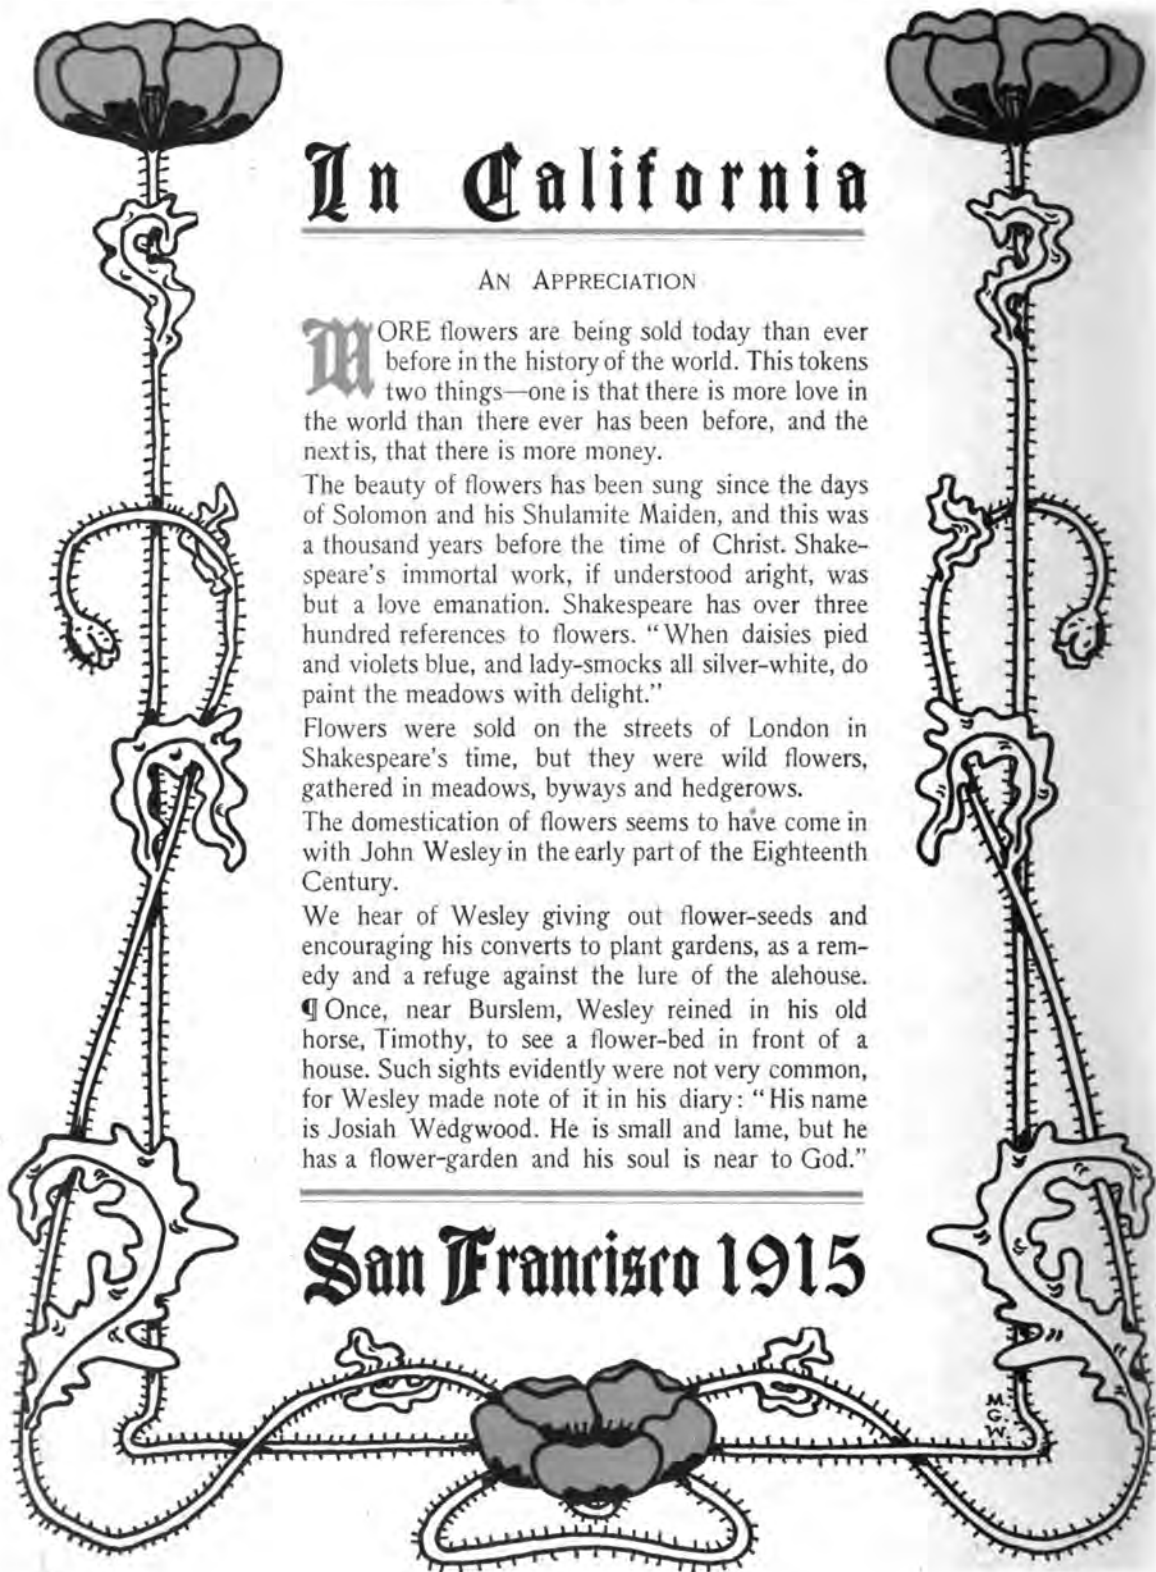 In California
AN APPRECIATION
MORE flowers are being sold today than ever
before in the history of the world. This tokens
two things—one is that there is more love in
the world than there ever has been before, and the
next is, that there is more money.
The beauty of flowers has been sung since the days
of Solomon and his Shulamite Maiden, and this was
a thousand years before the time of Christ. Shake-
speare's immortal work, if understood aright, was
but a love emanation. Shakespeare has over three
hundred references to flowers. "When daisies pied
and violets blue, and lady-smocks all silver-white, do
paint the meadows with delight."
Flowers were sold on the streets of London in
Shakespeare's time, but they were wild flowers,
gathered in meadows, byways and hedgerows.
The domestication of flowers seems to have come in
with John Wesley in the early part of the Eighteenth
Century.
We hear of Wesley giving out flower-seeds and
encouraging his converts to plant gardens, as a rem-
edy and a refuge against the lure of the alehouse.
¶ Once, near Burslem, Wesley reined in his old
horse, Timothy, to see a flower-bed in front of a
house. Such sights evidently were not very common,
for Wesley made note of it in his diary: "His name
is Josiah Wedgwood. He is small and lame, but he
has a flower-garden and his soul is near to God."
San Francisco 1915
M.
G.
W.